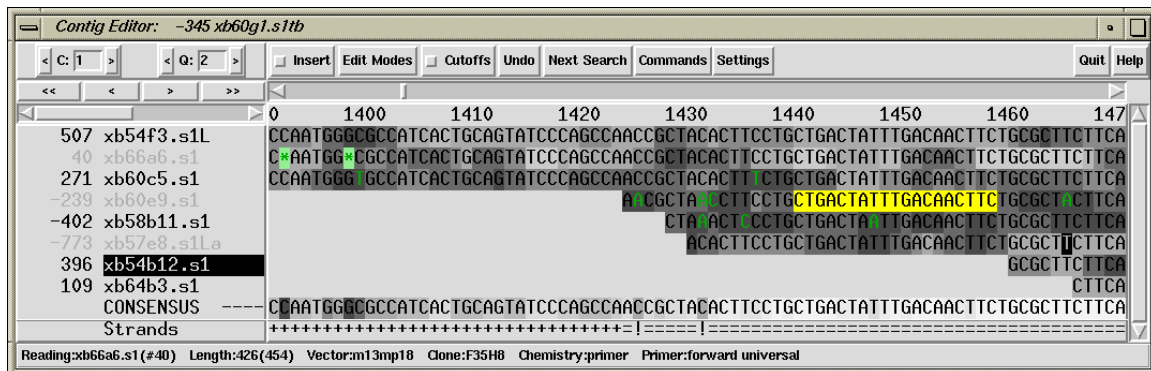 Contig Editor: -345 xb60g1.s1tb
< C: 1 > < Q: 2 > Insert Edit Modes Cutoffs Undo Next Search Commands Settings Quit Help
<< < > >>
0 1400 1410 1420 1430 1440 1450 1460 147
507 xb54f3.s1L CCAATGGGCGCCATCACTGCAGTATCCCAGCCAACCGCTACACTTCCTGCTGACTATTTGACAACTTCTGCGCTTCTTCA
40 xb66a6.s1 C*AATGG*CGCCATCACTGCAGTATCCCAGCCAACCGCTACACTTCCTGCTGACTATTTGACAACTTCTGCGCTTCTTCA
271 xb60c5.s1 CCAATGGGTGCCATCACTGCAGTATCCCAGCCAACCGCTACACTTTCTGCTGACTATTTGACAACTTCTGCGCTTCTTCA
-239 xb60e9.s1 AACGCTAACCTTCCTGCTGACTATTTGACAACTTCTGCGCTACTTCA
-402 xb58b11.s1 CTAAACTCCCTGCTGACTAATTGACAACTTCTGCGCTTCTTCA
-773 xb57e8.s1La ACACTTCCTGCTGACTATTTGACAACTTCTGCGCTTCTTCA
396 xb54b12.s1 GCGCTTCTTCA
109 xb64b3.s1 CTTCA
CONSENSUS ---- CCAATGGGCGCCATCACTGCAGTATCCCAGCCAACCGCTACACTTCCTGCTGACTATTTGACAACTTCTGCGCTTCTTCA
Strands +++++++++++++++++++++++++++++++++=!=====!=======================================
Reading:xb66a6.s1(#40) Length:426(454) Vector:m13mp18 Clone:F35H8 Chemistry:primer Primer:forward universal